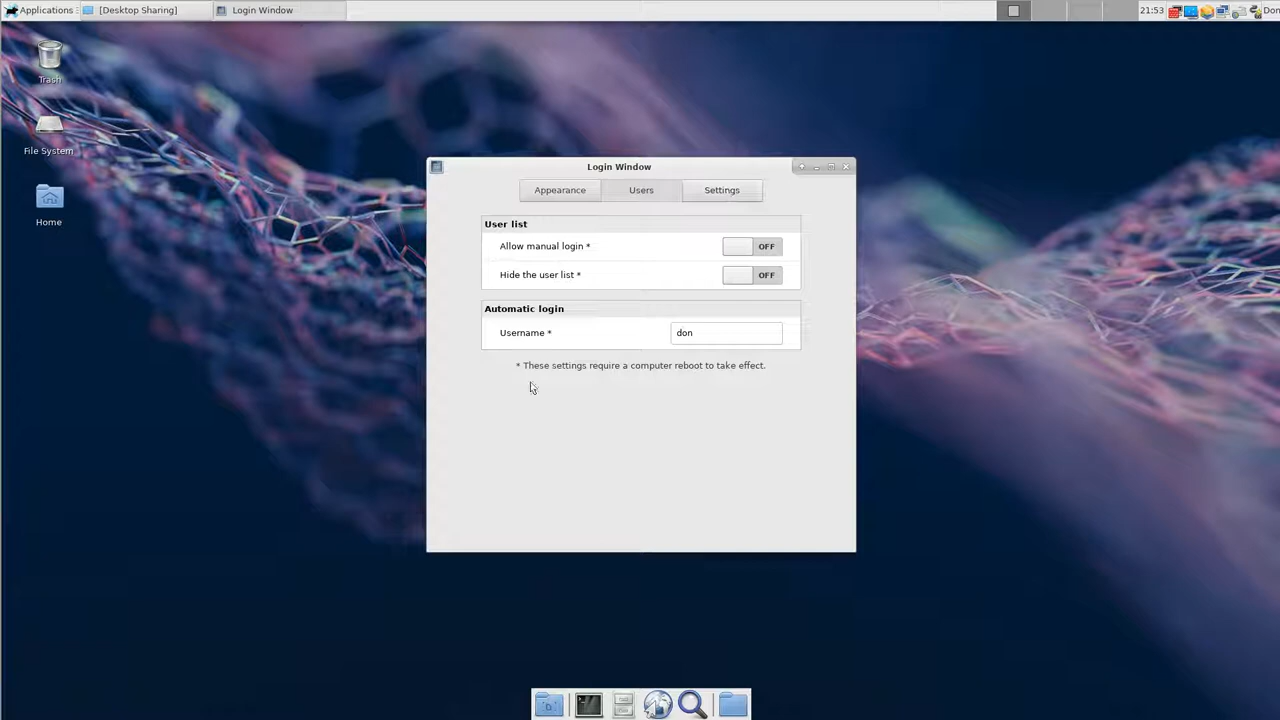 Applications
[Desktop Sharing]
Login Window
21:53
Don
Trash
File System
Home
Login Window
Appearance
Users
Settings
User list
Allow manual login *
OFF
Hide the user list *
OFF
Automatic login
Username *
don
* These settings require a computer reboot to take effect.